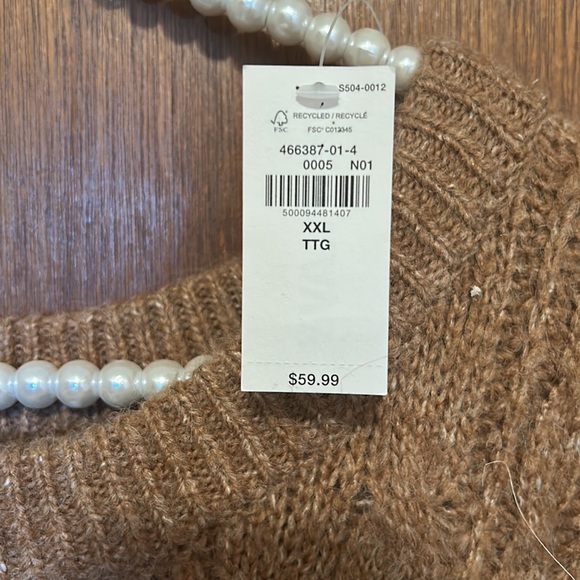 S504-0012
RECYCLED / RECYCLÉ
FSC
FSC® C013345
466387-01-4
0005 N01
500094481407
XXL
TTG
$59.99